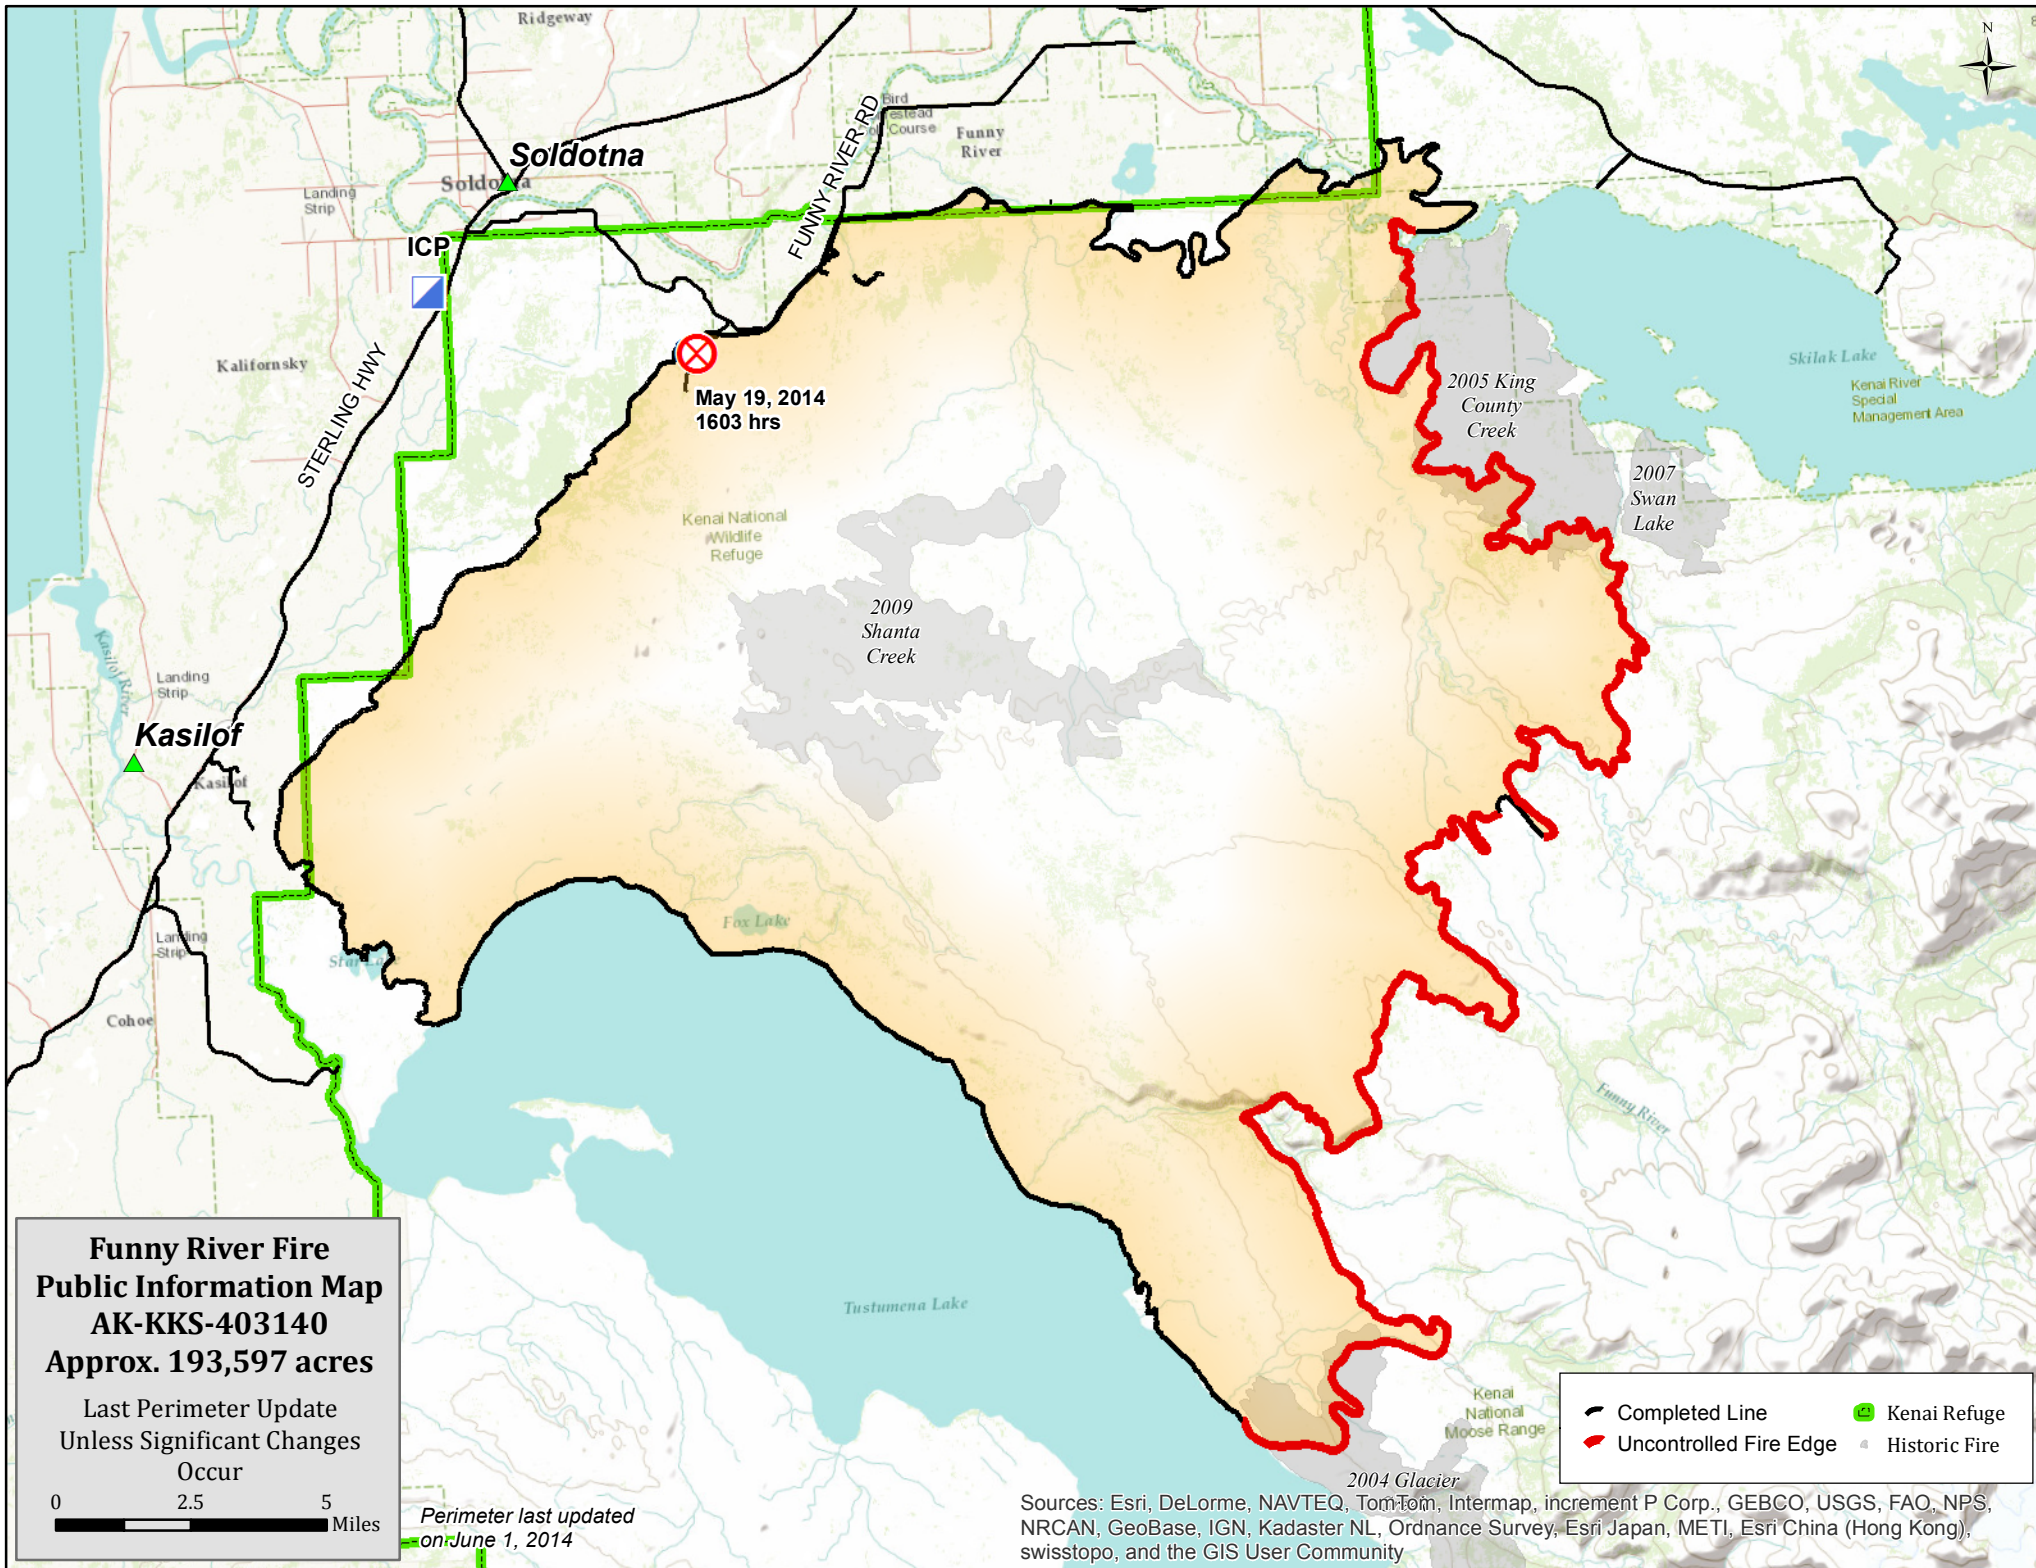 Ridgeway
N
Bird
Course
Funny
River
FUNNY RIVER RD
Soldotna
Landing
Strip
ICP
STERLING HWY
Kalifornsky
May 19, 2014
1603 hrs
Skilak Lake
Kenai River
Special
Management Area
2005 King
County
Creek
2007
Swan
Lake
Kenai National
Wildlife
Refuge
2009
Shanta
Creek
Kasilof River
Landing
Strip
Kasilof
Kasilof
Fox Lake
Landing
Strip
Cohoe
Funny River
Tustumena Lake
Kenai
National
Moose Range
2004 Glacier
Funny River Fire
Public Information Map
AK-KKS-403140
Approx. 193,597 acres
Last Perimeter Update
Unless Significant Changes
Occur
0 2.5 5
Miles
Perimeter last updated
on June 1, 2014
Completed Line
Uncontrolled Fire Edge
Kenai Refuge
Historic Fire
Sources: Esri, DeLorme, NAVTEQ, TomTom, Intermap, increment P Corp., GEBCO, USGS, FAO, NPS,
NRCAN, GeoBase, IGN, Kadaster NL, Ordnance Survey, Esri Japan, METI, Esri China (Hong Kong),
swisstopo, and the GIS User Community